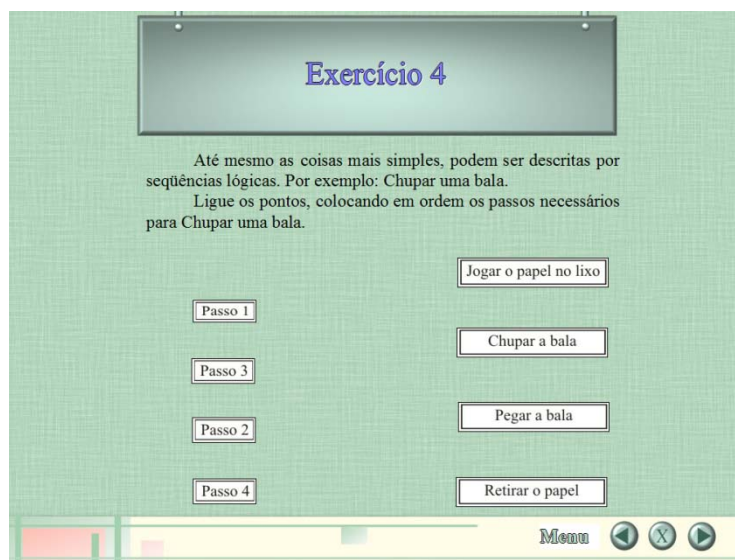 Exercício 4
Até mesmo as coisas mais simples, podem ser descritas por
seqüências lógicas. Por exemplo: Chupar uma bala.
Ligue os pontos, colocando em ordem os passos necessários
para Chupar uma bala.
Jogar o papel no lixo
Passo 1
Chupar a bala
Passo 3
Pegar a bala
Passo 2
Retirar o papel
Passo 4
Menu
X